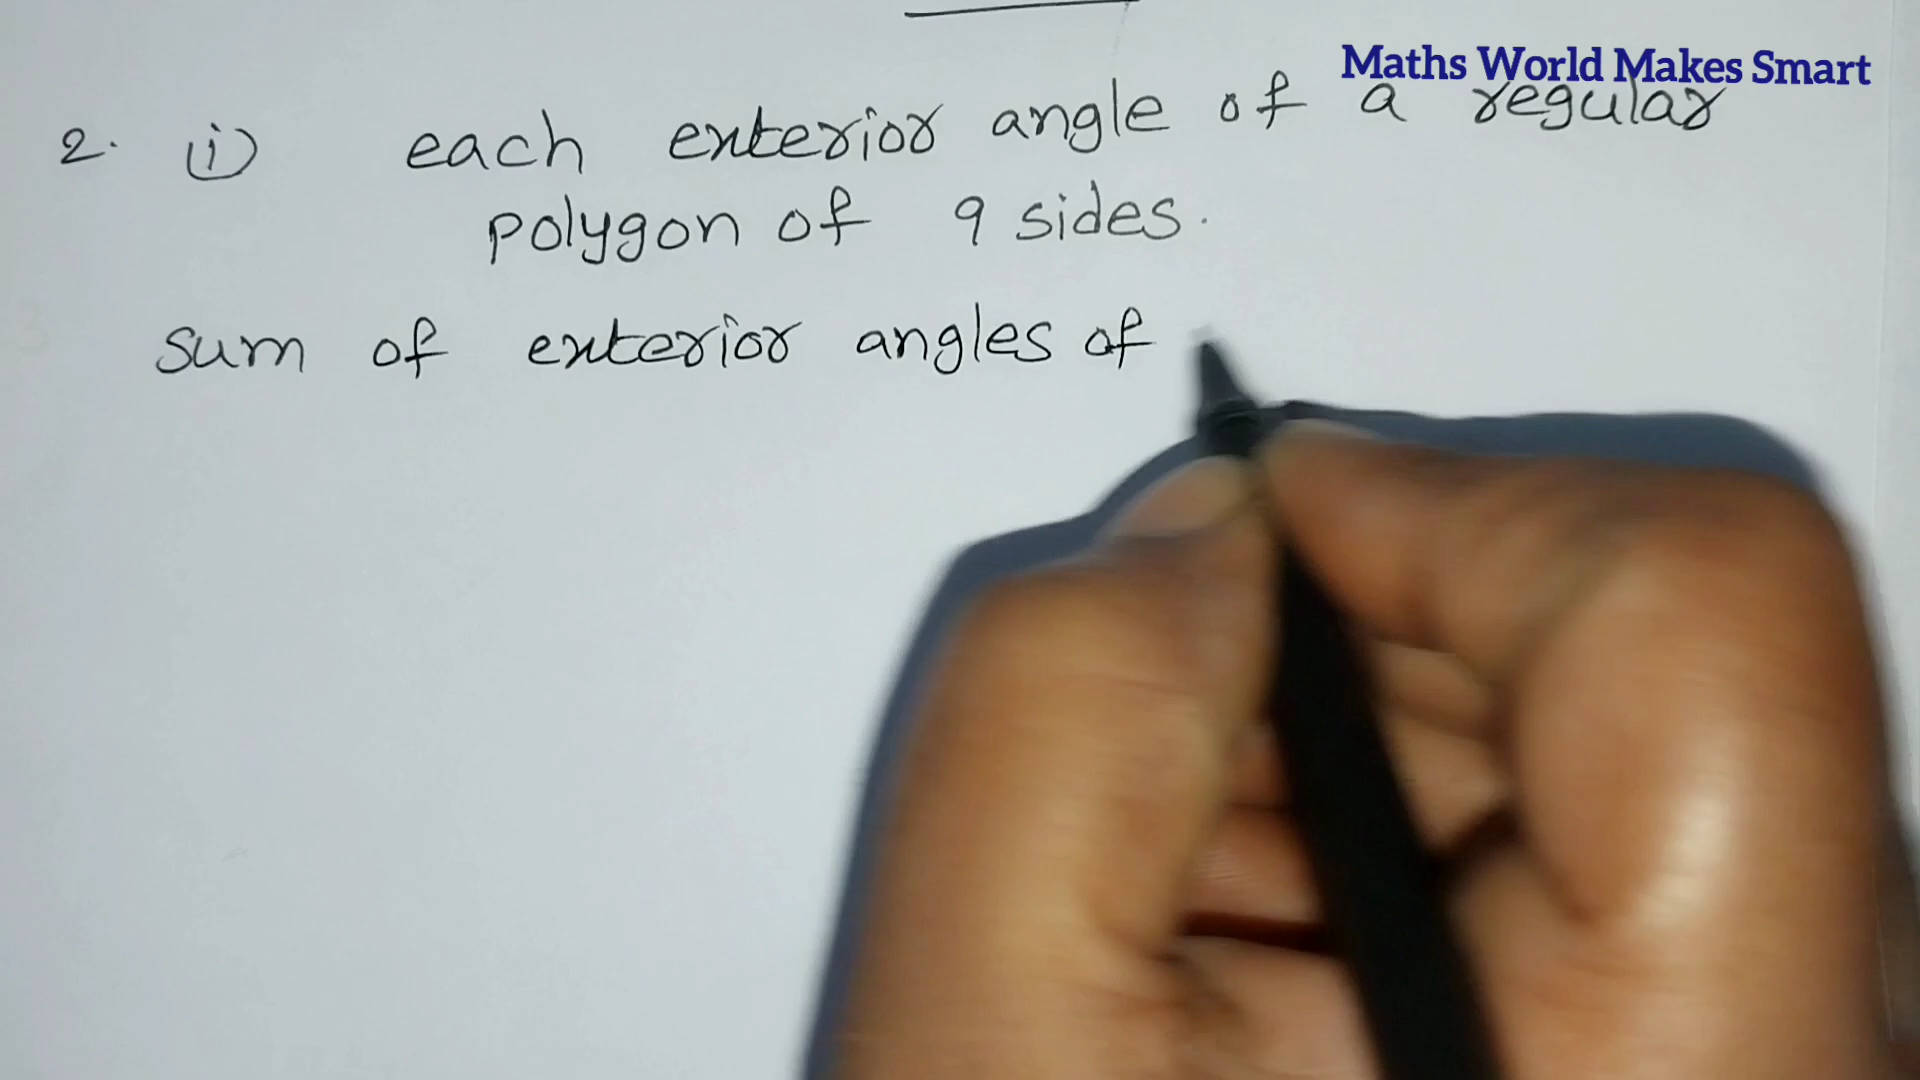 Maths World Makes Smart
2. (i) each exterior angle of a regular
polygon of 9 sides.
sum of exterior angles of